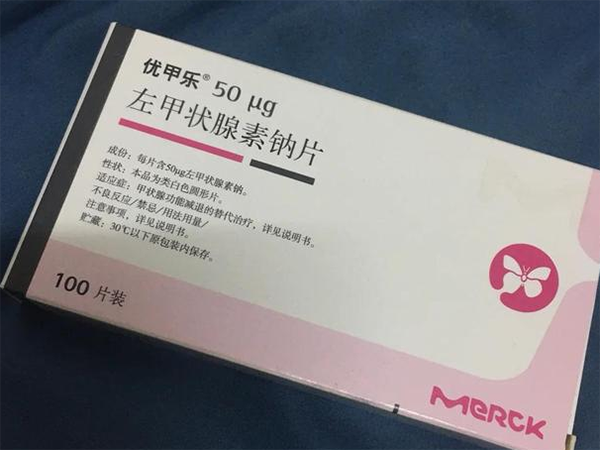 优甲乐® 50 μg
左甲状腺素钠片
成份：每片含50μg左甲状腺素钠。
性状：本品为类白色圆形片。
适应症：甲状腺功能减退的替代治疗，详见说明书。
不良反应/禁忌/用法用量/
注意事项，详见说明书。
贮藏：30℃以下原包装内保存。
100 片装
MERCK